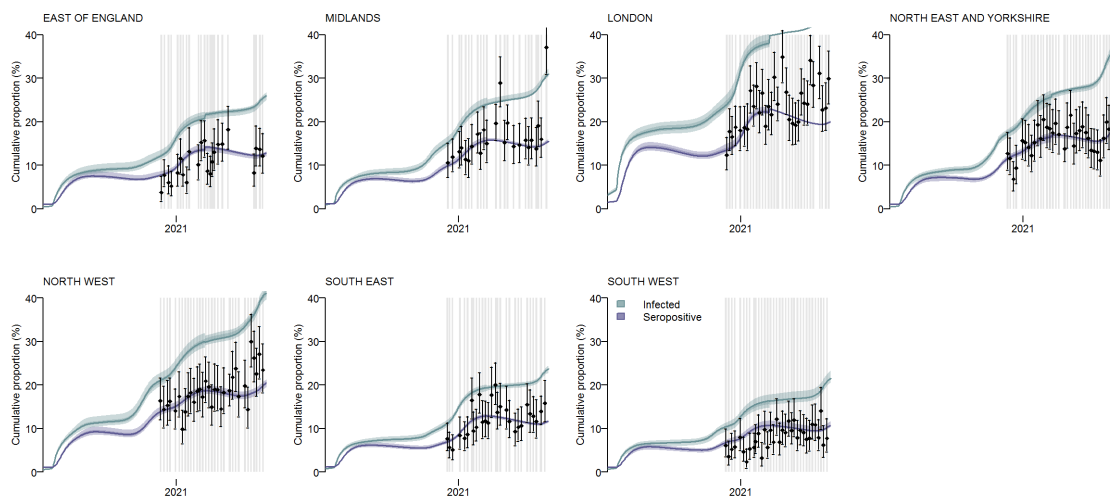 EAST OF ENGLAND
MIDLANDS
LONDON
NORTH EAST AND YORKSHIRE
Cumulative proportion (%)
40
30
20
10
0
2021
Cumulative proportion (%)
40
30
20
10
0
2021
Cumulative proportion (%)
40
30
20
10
0
2021
Cumulative proportion (%)
40
30
20
10
0
2021
NORTH WEST
SOUTH EAST
SOUTH WEST
Cumulative proportion (%)
40
30
20
10
0
2021
Cumulative proportion (%)
40
30
20
10
0
2021
Cumulative proportion (%)
40
30
20
10
0
2021
Infected
Seropositive